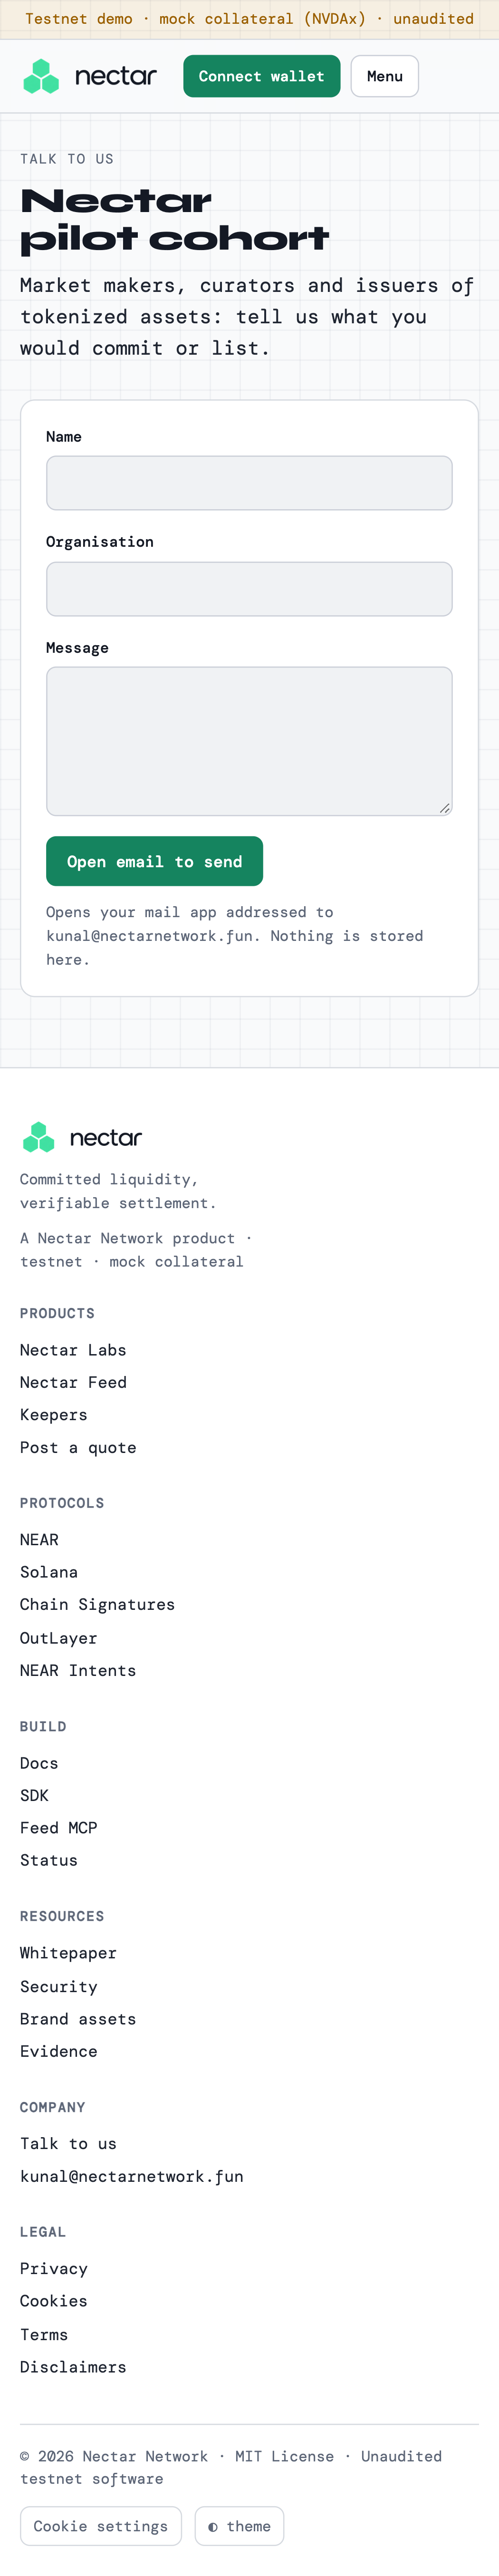 Testnet demo · mock collateral (NVDAx) · unaudited
nectar
Connect wallet
Menu
TALK TO US
Nectar
pilot cohort
Market makers, curators and issuers of
tokenized assets: tell us what you
would commit or list.
Name
Organisation
Message
Open email to send
Opens your mail app addressed to
kunal@nectarnetwork.fun. Nothing is stored
here.
nectar
Committed liquidity,
verifiable settlement.
A Nectar Network product ·
testnet · mock collateral
PRODUCTS
Nectar Labs
Nectar Feed
Keepers
Post a quote
PROTOCOLS
NEAR
Solana
Chain Signatures
OutLayer
NEAR Intents
BUILD
Docs
SDK
Feed MCP
Status
RESOURCES
Whitepaper
Security
Brand assets
Evidence
COMPANY
Talk to us
kunal@nectarnetwork.fun
LEGAL
Privacy
Cookies
Terms
Disclaimers
© 2026 Nectar Network · MIT License · Unaudited
testnet software
Cookie settings
◐ theme